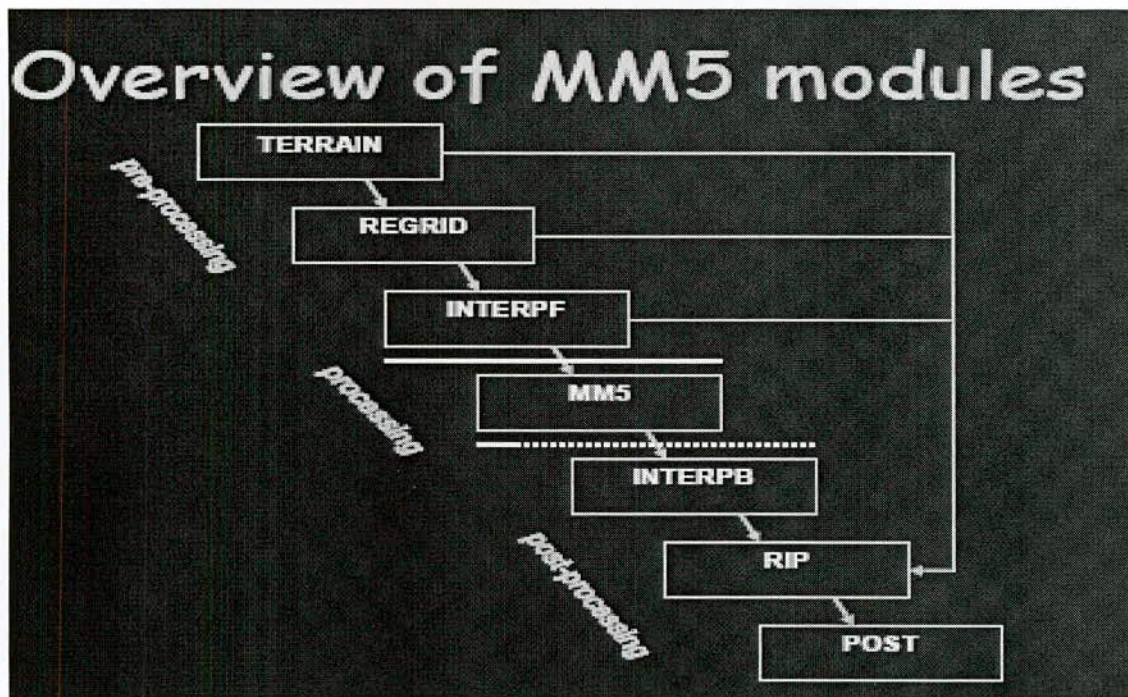 Overview of MM5 modules
TERRAIN
pre-processing
REGRID
INTERPF
processing
MM5
INTERPB
post-processing
RIP
POST